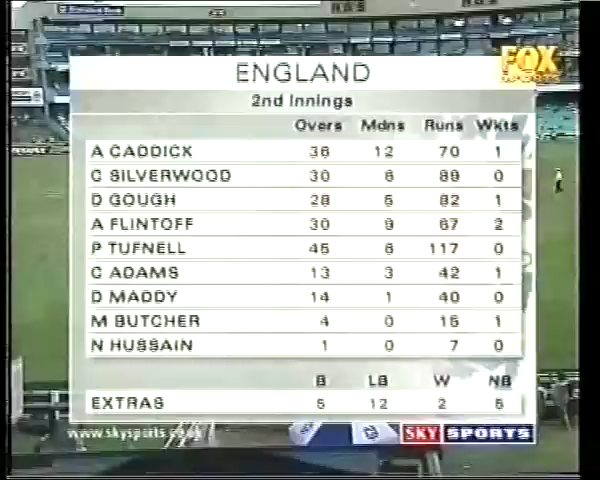 FOX
SPORTS
ENGLAND
2nd Innings
Overs Mdns Runs Wkts
A CADDICK 36 12 70 1
C SILVERWOOD 30 6 89 0
D GOUGH 28 5 82 1
A FLINTOFF 30 9 67 2
P TUFNELL 45 6 117 0
C ADAMS 13 3 42 1
D MADDY 14 1 40 0
M BUTCHER 4 0 15 1
N HUSSAIN 1 0 7 0
B LB W NB
EXTRAS 5 12 2 5
www.skysports.co.uk
SKY SPORTS